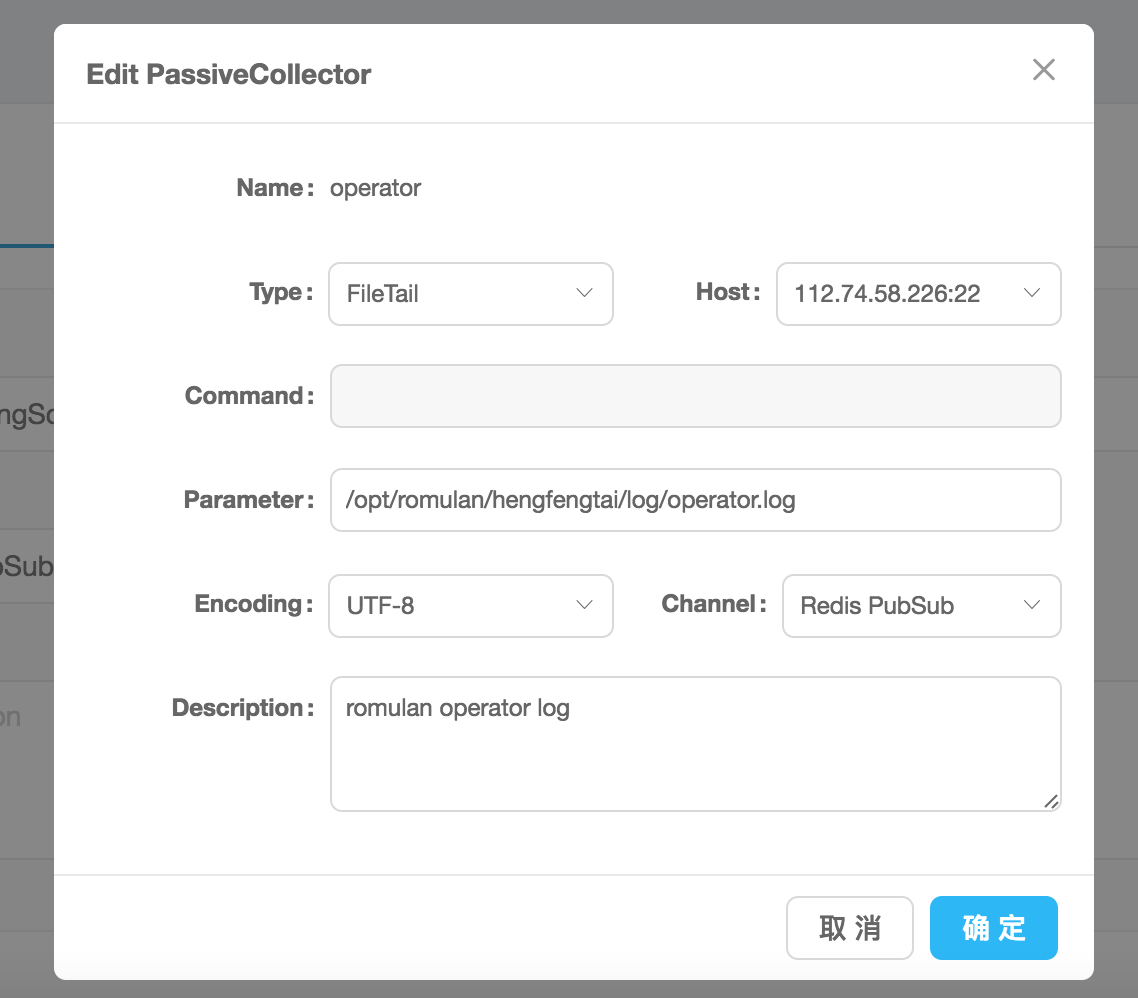 Edit PassiveCollector
Name: operator
Type: FileTail Host: 112.74.58.226:22
Command:
ngSc
Parameter: /opt/romulan/hengfengtai/log/operator.log
Sub
Encoding: UTF-8 Channel: Redis PubSub
Description: romulan operator log
on
取 消 确 定